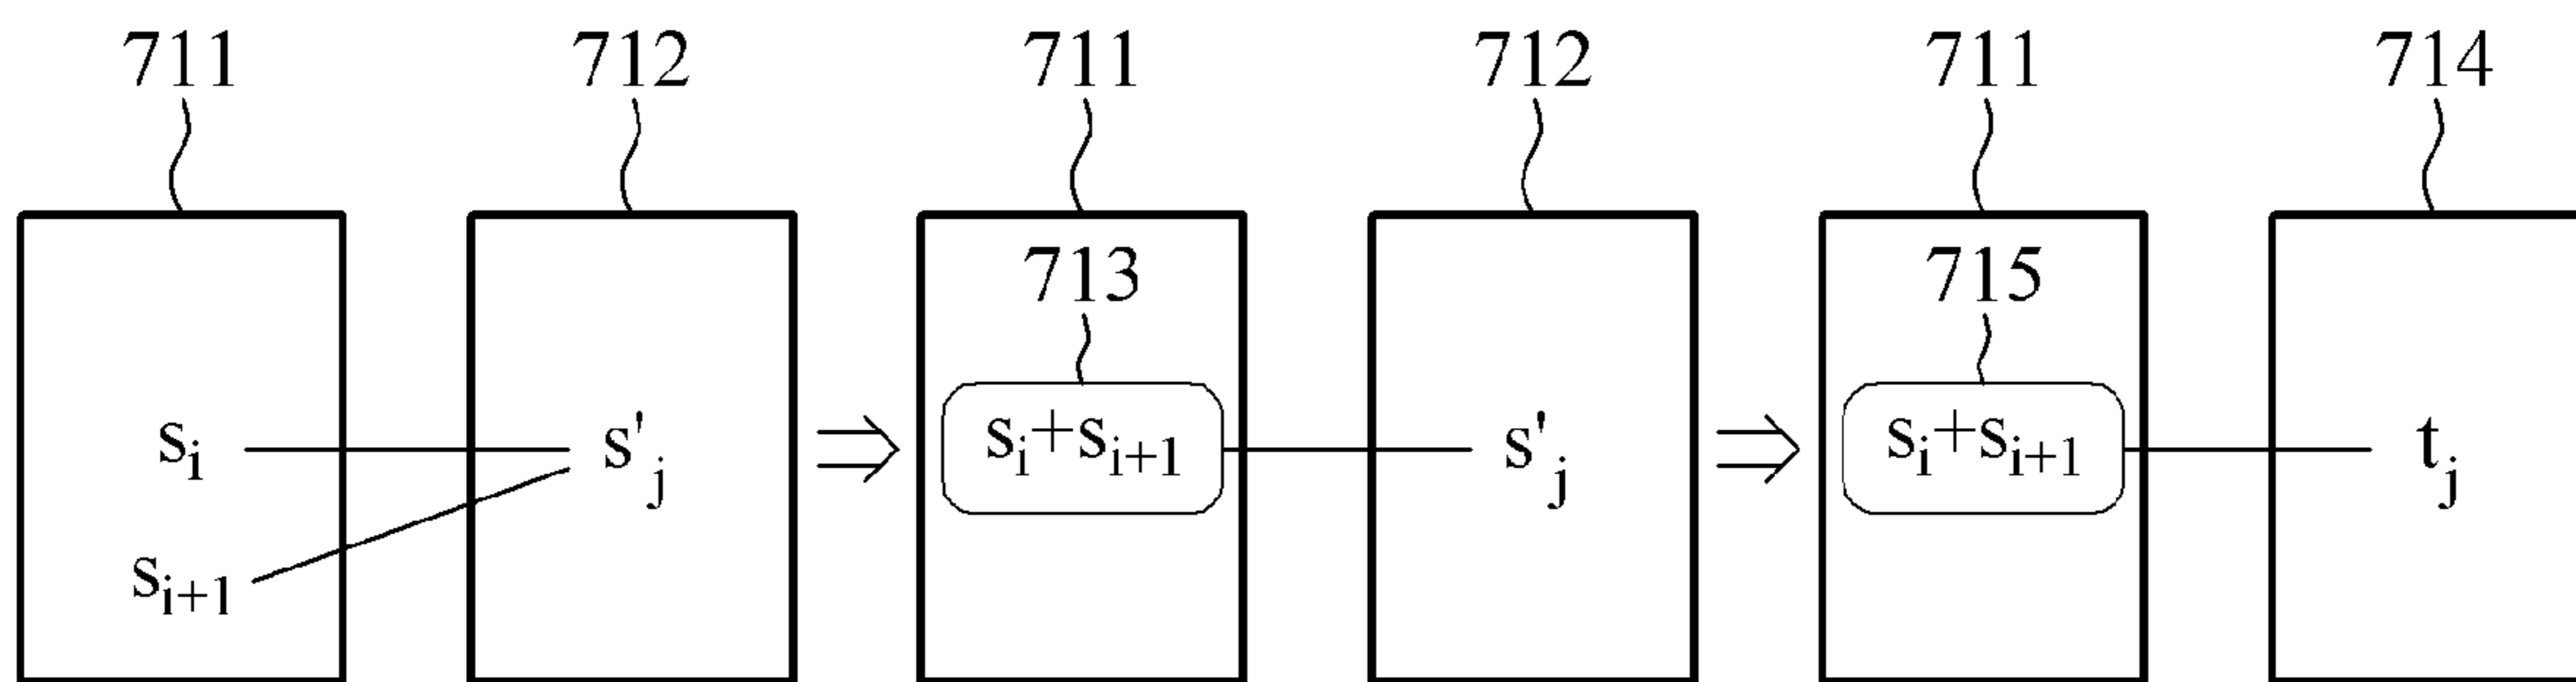 711 712 711 712 711 714
713 715
sᵢ s'ⱼ ⇒ sᵢ+sᵢ₊₁ s'ⱼ ⇒ sᵢ+sᵢ₊₁ tⱼ
sᵢ₊₁